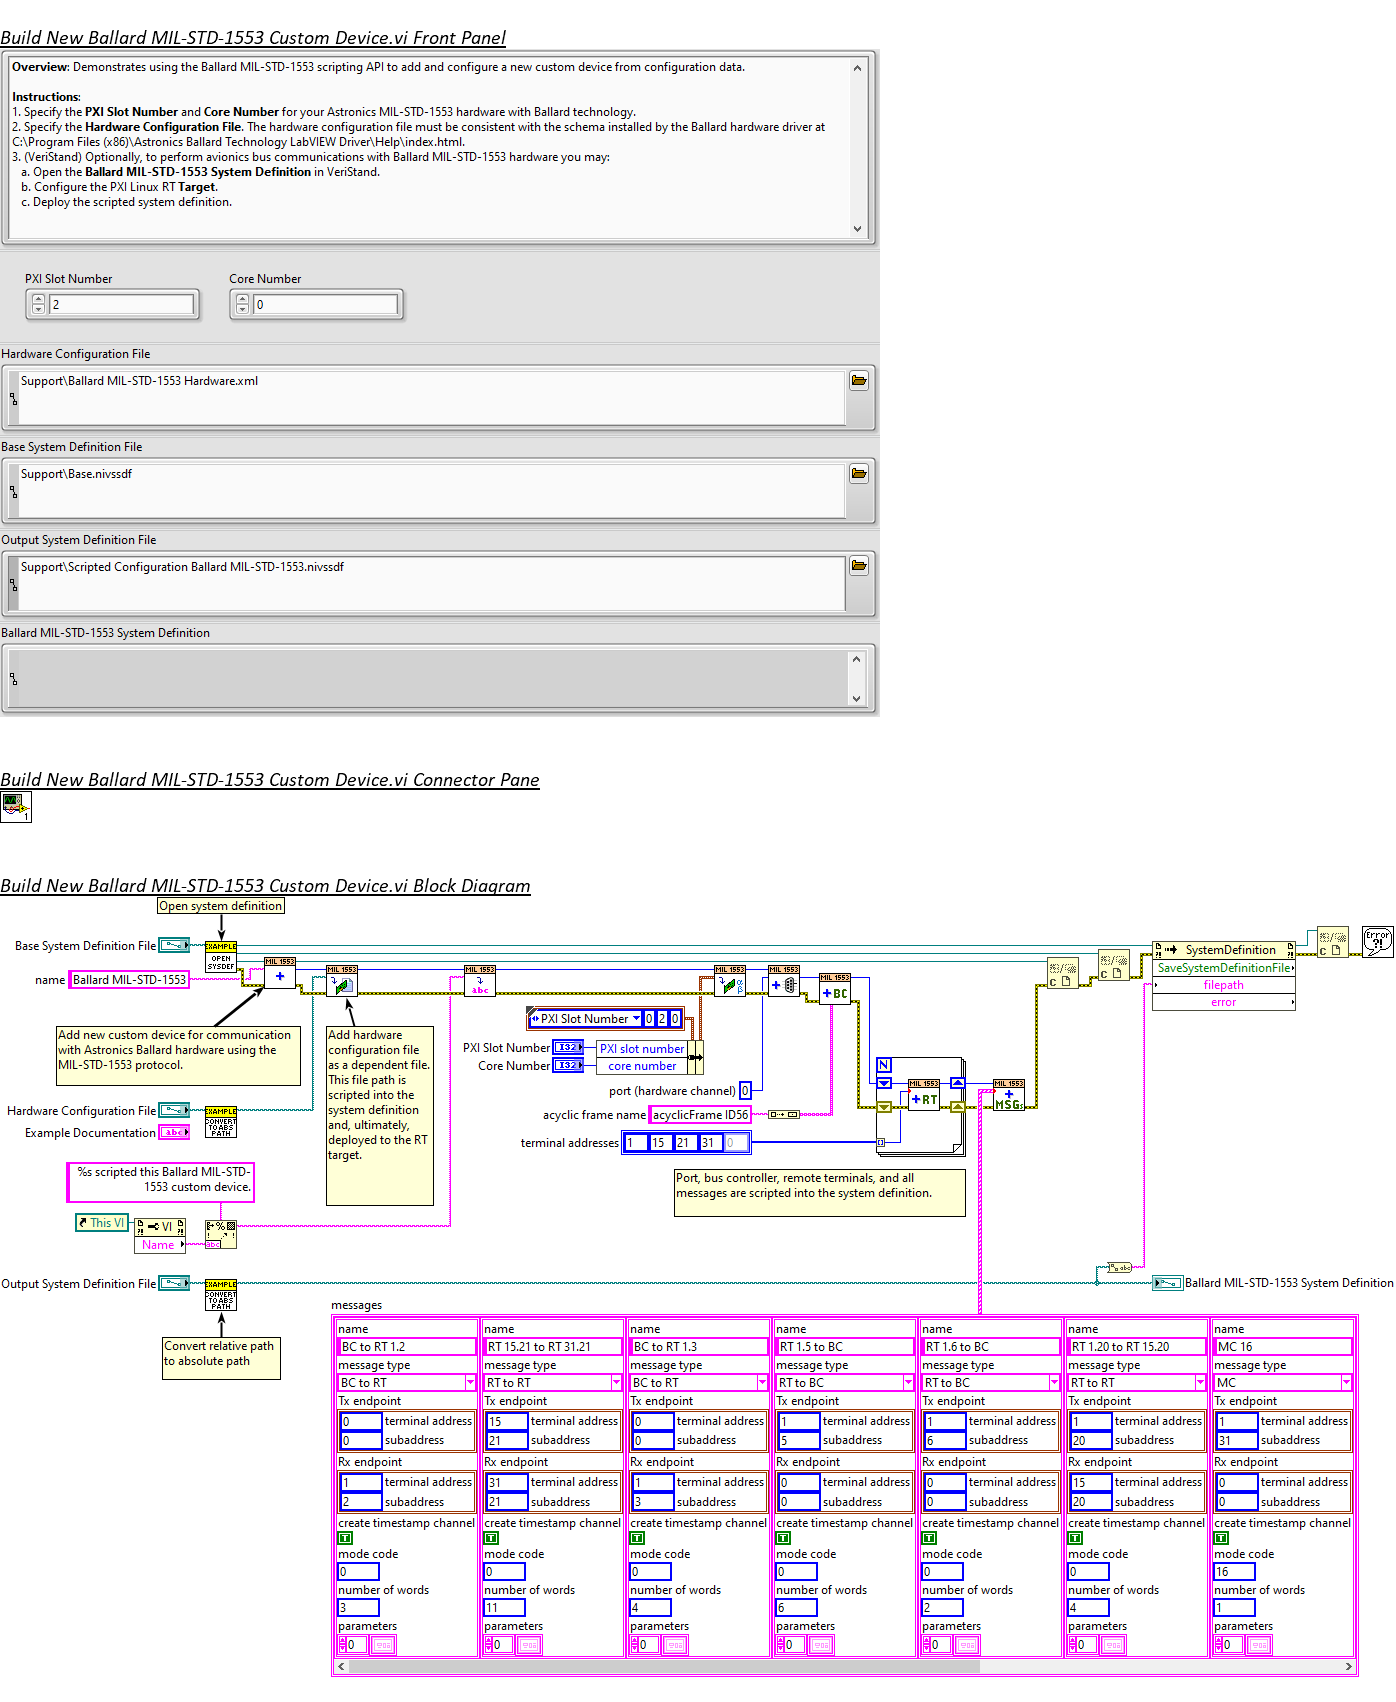 Build New Ballard MIL-STD-1553 Custom Device.vi Front Panel
Overview: Demonstrates using the Ballard MIL-STD-1553 scripting API to add and configure a new custom device from configuration data.
Instructions:
1. Specify the PXI Slot Number and Core Number for your Astronics MIL-STD-1553 hardware with Ballard technology.
2. Specify the Hardware Configuration File. The hardware configuration file must be consistent with the schema installed by the Ballard hardware driver at
C:\Program Files (x86)\Astronics Ballard Technology LabVIEW Driver\Help\index.html.
3. (VeriStand) Optionally, to perform avionics bus communications with Ballard MIL-STD-1553 hardware you may:
a. Open the Ballard MIL-STD-1553 System Definition in VeriStand.
b. Configure the PXI Linux RT Target.
c. Deploy the scripted system definition.
PXI Slot Number Core Number
2 0
Hardware Configuration File
Support\Ballard MIL-STD-1553 Hardware.xml
Base System Definition File
Support\Base.nivssdf
Output System Definition File
Support\Scripted Configuration Ballard MIL-STD-1553.nivssdf
Ballard MIL-STD-1553 System Definition
Build New Ballard MIL-STD-1553 Custom Device.vi Connector Pane
1
Build New Ballard MIL-STD-1553 Custom Device.vi Block Diagram
Open system definition
Base System Definition File
EXAMPLE
OPEN
SYSDEF
name Ballard MIL-STD-1553
MIL 1553
MIL 1553
MIL 1553
abc
MIL 1553
MIL 1553
MIL 1553
+BC
SystemDefinition
SaveSystemDefinitionFile
filepath
error
Error
?!
Add new custom device for communication
with Astronics Ballard hardware using the
MIL-STD-1553 protocol.
Add hardware
configuration file
as a dependent file.
This file path is
scripted into the
system definition
and, ultimately,
deployed to the RT
target.
PXI Slot Number 0 2 0
PXI Slot Number I32 PXI slot number
Core Number I32 core number
port (hardware channel) 0
acyclic frame name acyclicFrame ID56
terminal addresses 1 15 21 31 0
N
MIL 1553
+RT
MIL 1553
+
MSG:
Hardware Configuration File
Example Documentation abc
EXAMPLE
CONVERT
TO ABS
PATH
%s scripted this Ballard MIL-STD-
1553 custom device.
Port, bus controller, remote terminals, and all
messages are scripted into the system definition.
This VI
VI
Name
abc
Output System Definition File
EXAMPLE
CONVERT
TO ABS
PATH
Ballard MIL-STD-1553 System Definition
Convert relative path
to absolute path
messages
name name name name name name name
BC to RT 1.2 RT 15.21 to RT 31.21 BC to RT 1.3 RT 1.5 to BC RT 1.6 to BC RT 1.20 to RT 15.20 MC 16
message type message type message type message type message type message type message type
BC to RT RT to RT BC to RT RT to BC RT to BC RT to RT MC
Tx endpoint Tx endpoint Tx endpoint Tx endpoint Tx endpoint Tx endpoint Tx endpoint
0 terminal address 15 terminal address 0 terminal address 1 terminal address 1 terminal address 1 terminal address 1 terminal address
0 subaddress 21 subaddress 0 subaddress 5 subaddress 6 subaddress 20 subaddress 31 subaddress
Rx endpoint Rx endpoint Rx endpoint Rx endpoint Rx endpoint Rx endpoint Rx endpoint
1 terminal address 31 terminal address 1 terminal address 0 terminal address 0 terminal address 15 terminal address 0 terminal address
2 subaddress 21 subaddress 3 subaddress 0 subaddress 0 subaddress 20 subaddress 0 subaddress
create timestamp channel create timestamp channel create timestamp channel create timestamp channel create timestamp channel create timestamp channel create timestamp channel
T T T T T T T
mode code mode code mode code mode code mode code mode code mode code
0 0 0 0 0 0 16
number of words number of words number of words number of words number of words number of words number of words
3 11 4 6 2 4 1
parameters parameters parameters parameters parameters parameters parameters
0 0 0 0 0 0 0